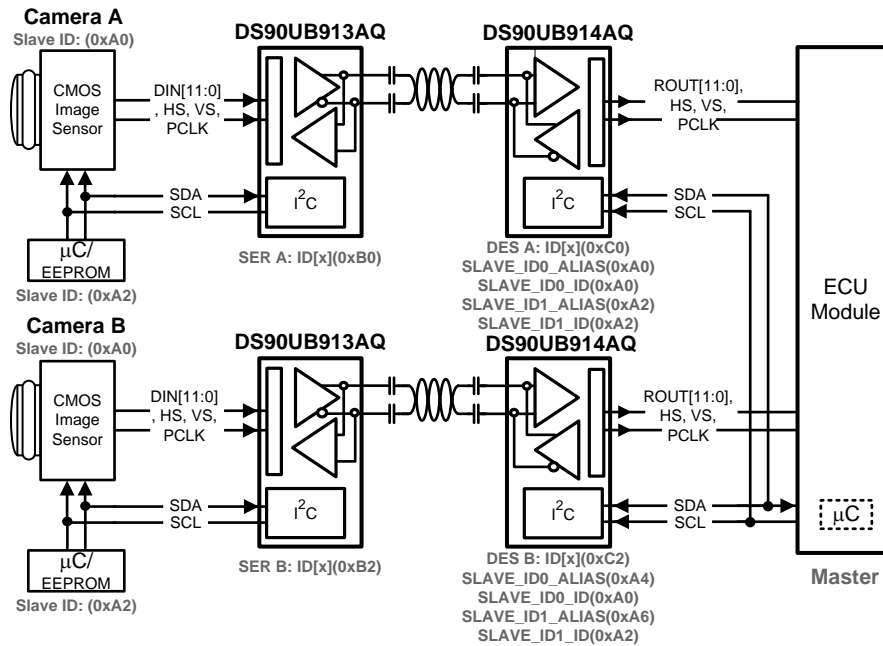 Camera A
Slave ID: (0xA0)
CMOS
Image
Sensor
DIN[11:0]
, HS, VS,
PCLK
DS90UB913AQ
DS90UB914AQ
ROUT[11:0],
HS, VS,
PCLK
SDA
SCL
I²C
I²C
SDA
SCL
µC/
EEPROM
Slave ID: (0xA2)
SER A: ID[x](0xB0)
DES A: ID[x](0xC0)
SLAVE_ID0_ALIAS(0xA0)
SLAVE_ID0_ID(0xA0)
SLAVE_ID1_ALIAS(0xA2)
SLAVE_ID1_ID(0xA2)
ECU
Module
Camera B
Slave ID: (0xA0)
CMOS
Image
Sensor
DIN[11:0]
, HS, VS,
PCLK
DS90UB913AQ
DS90UB914AQ
ROUT[11:0],
HS, VS,
PCLK
SDA
SCL
I²C
I²C
SDA
SCL
µC
µC/
EEPROM
Slave ID: (0xA2)
SER B: ID[x](0xB2)
DES B: ID[x](0xC2)
SLAVE_ID0_ALIAS(0xA4)
SLAVE_ID0_ID(0xA0)
SLAVE_ID1_ALIAS(0xA6)
SLAVE_ID1_ID(0xA2)
Master